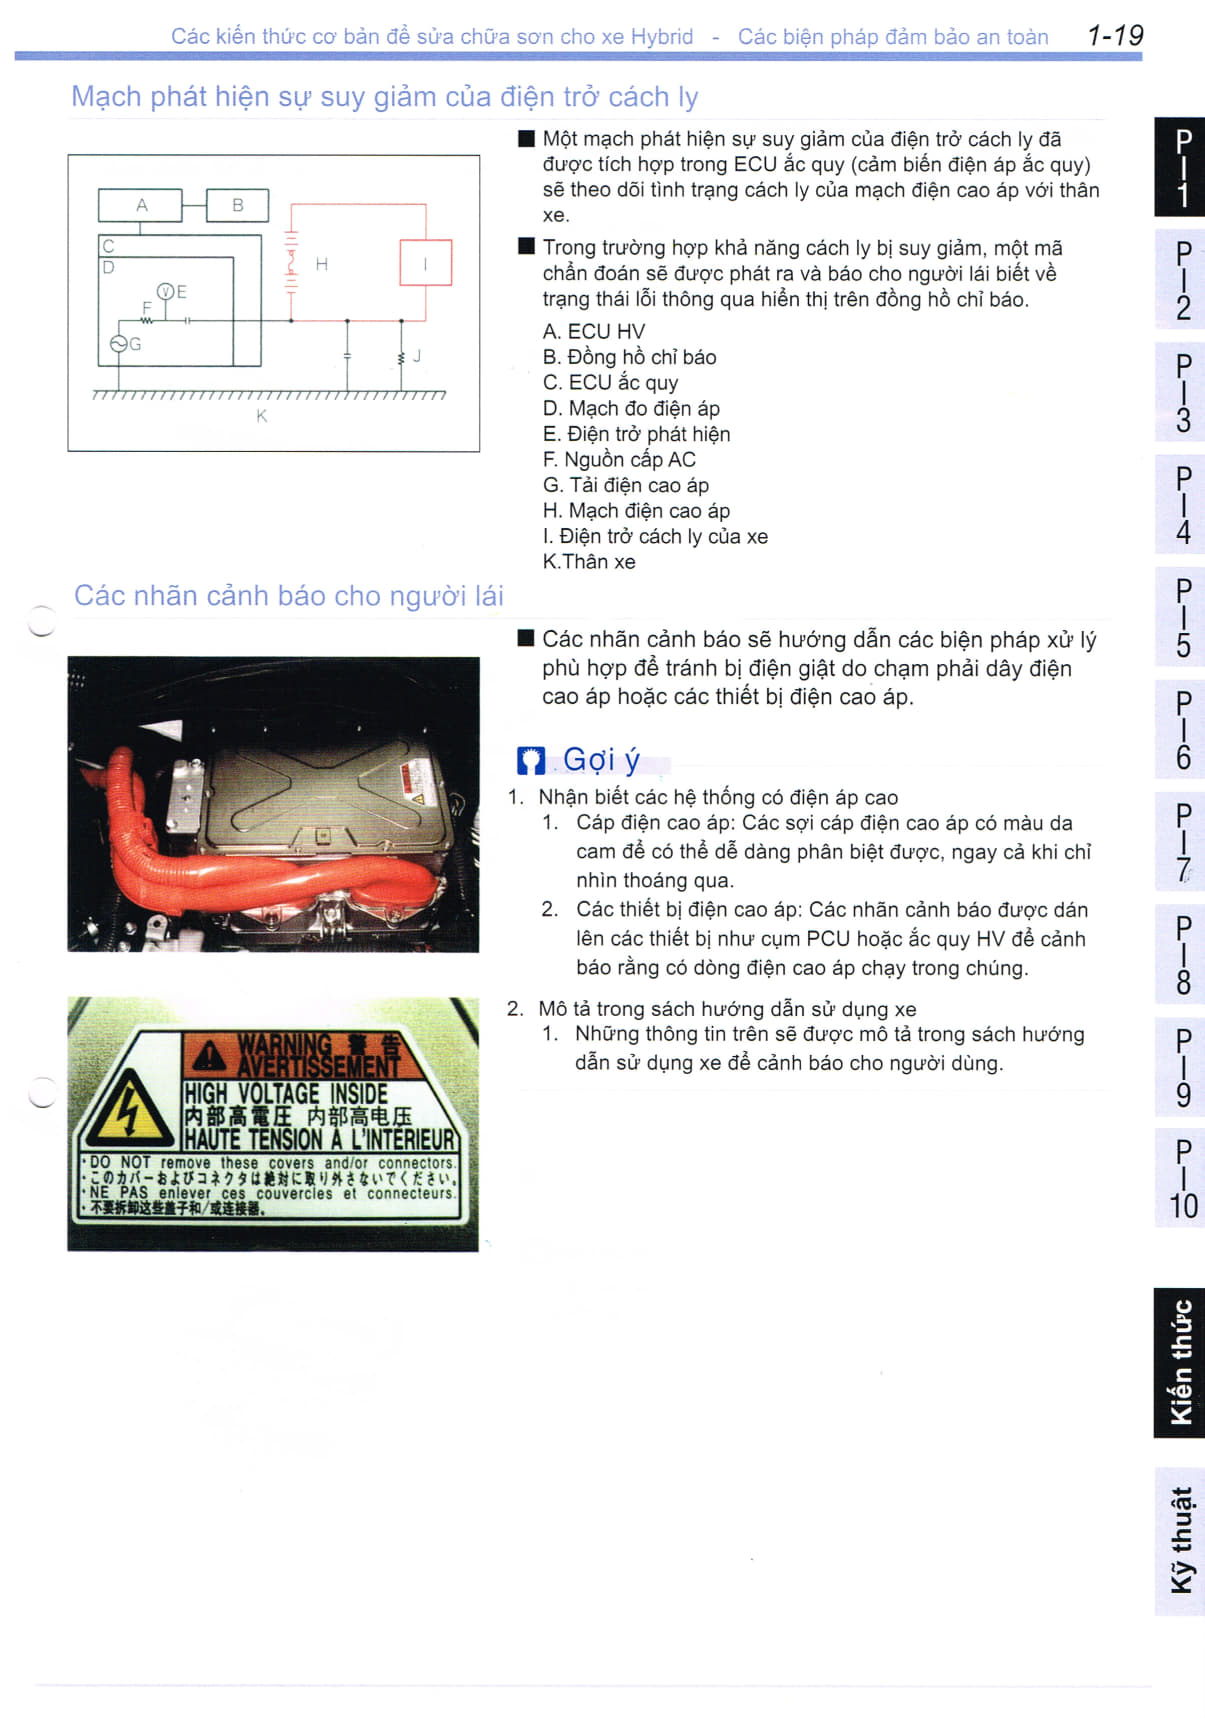 Các kiến thức cơ bản để sửa chữa sơn cho xe Hybrid - Các biện pháp đảm bảo an toàn 1-19
Mạch phát hiện sự suy giảm của điện trở cách ly
A
B
C
D
E
F
G
H
I
J
K
■ Một mạch phát hiện sự suy giảm của điện trở cách ly đã
được tích hợp trong ECU ắc quy (cảm biến điện áp ắc quy)
sẽ theo dõi tình trạng cách ly của mạch điện cao áp với thân
xe.
■ Trong trường hợp khả năng cách ly bị suy giảm, một mã
chẩn đoán sẽ được phát ra và báo cho người lái biết về
trạng thái lỗi thông qua hiển thị trên đồng hồ chỉ báo.
A. ECU HV
B. Đồng hồ chỉ báo
C. ECU ắc quy
D. Mạch đo điện áp
E. Điện trở phát hiện
F. Nguồn cấp AC
G. Tải điện cao áp
H. Mạch điện cao áp
I. Điện trở cách ly của xe
K.Thân xe
Các nhãn cảnh báo cho người lái
■ Các nhãn cảnh báo sẽ hướng dẫn các biện pháp xử lý
phù hợp để tránh bị điện giật do chạm phải dây điện
cao áp hoặc các thiết bị điện cao áp.
Gợi ý
1. Nhận biết các hệ thống có điện áp cao
1. Cáp điện cao áp: Các sợi cáp điện cao áp có màu da
cam để có thể dễ dàng phân biệt được, ngay cả khi chỉ
nhìn thoáng qua.
2. Các thiết bị điện cao áp: Các nhãn cảnh báo được dán
lên các thiết bị như cụm PCU hoặc ắc quy HV để cảnh
báo rằng có dòng điện cao áp chạy trong chúng.
2. Mô tả trong sách hướng dẫn sử dụng xe
1. Những thông tin trên sẽ được mô tả trong sách hướng
dẫn sử dụng xe để cảnh báo cho người dùng.
WARNING 警告
AVERTISSEMENT
HIGH VOLTAGE INSIDE
内部高電圧 内部高电压
HAUTE TENSION À L'INTÉRIEUR
・DO NOT remove these covers and/or connectors.
・このカバーおよびコネクタは絶対に取り外さないでください。
・NE PAS enlever ces couvercles et connecteurs.
・不要拆卸这些盖子和/或连接器。
P-1
P-2
P-3
P-4
P-5
P-6
P-7
P-8
P-9
P-10
Kiến thức
Kỹ thuật